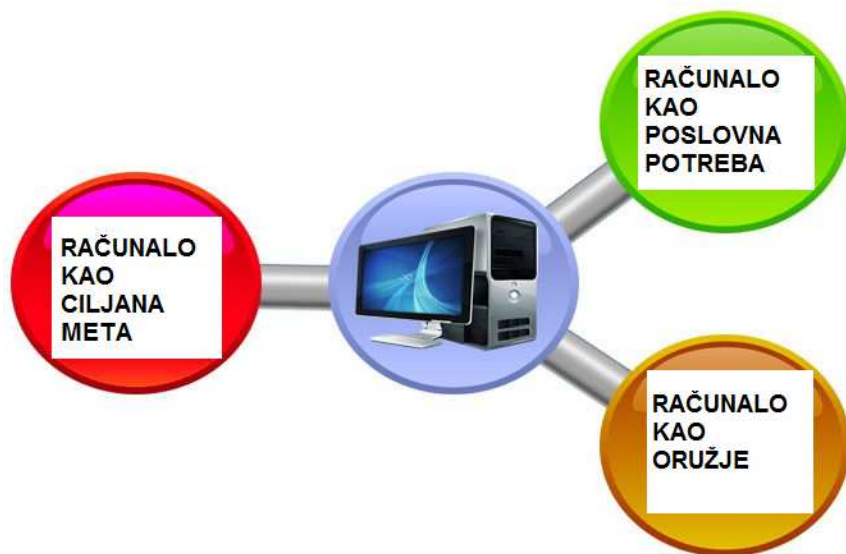 RAČUNALO
KAO
POSLOVNA
POTREBA
RAČUNALO
KAO
CILJANA
META
RAČUNALO
KAO
ORUŽJE